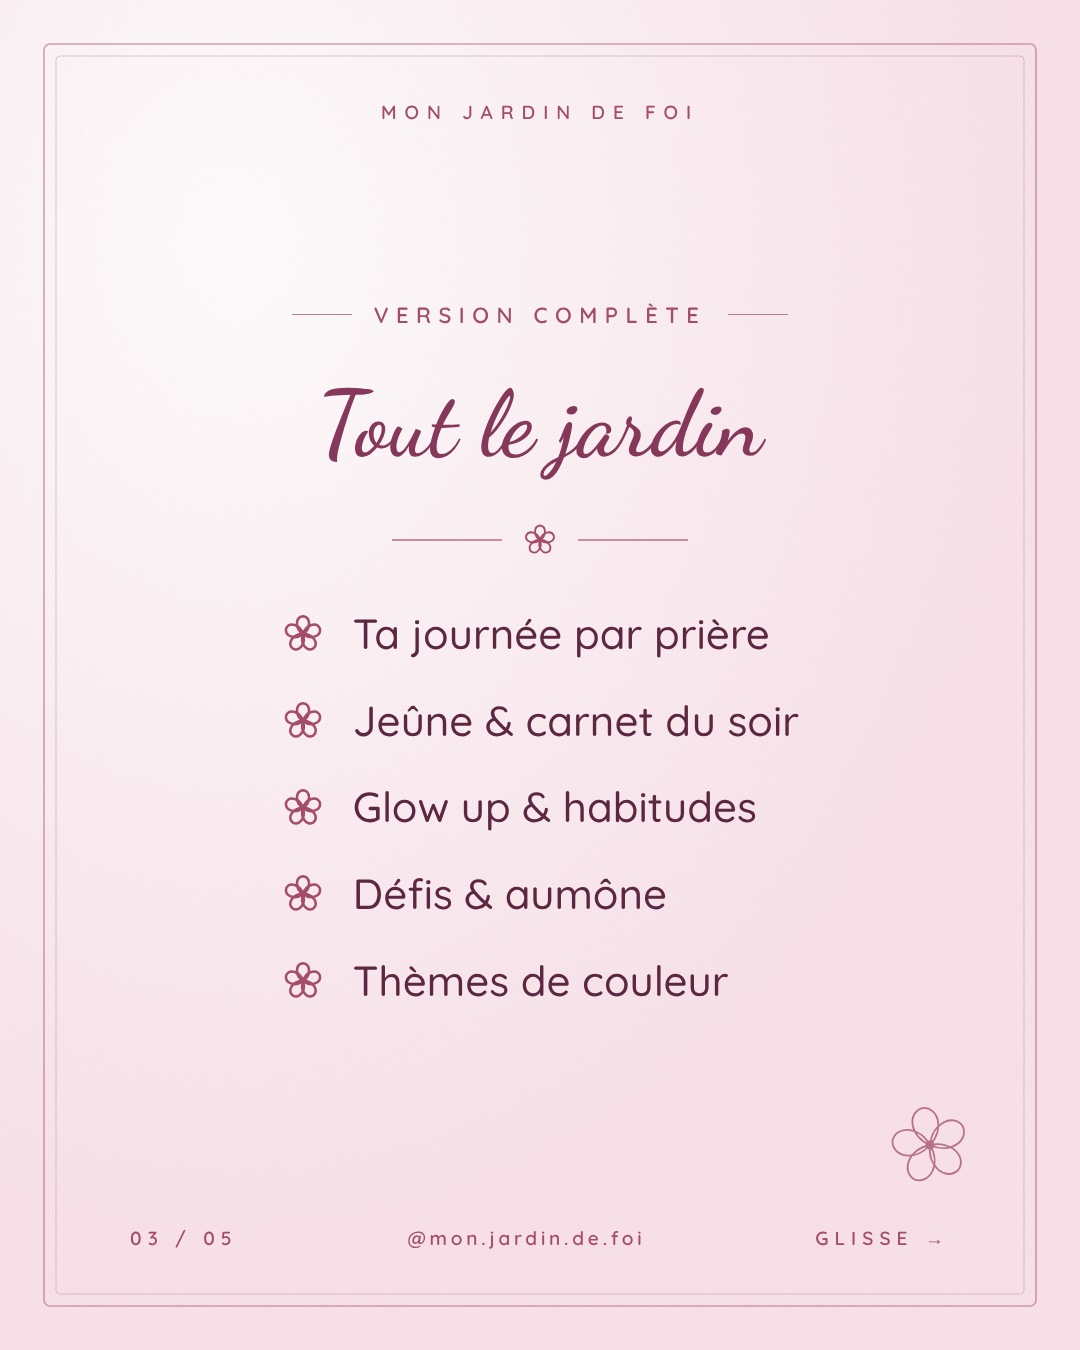 MON JARDIN DE FOI
VERSION COMPLÈTE
Tout le jardin
Ta journée par prière
Jeûne & carnet du soir
Glow up & habitudes
Défis & aumône
Thèmes de couleur
03 / 05 @mon.jardin.de.foi GLISSE →